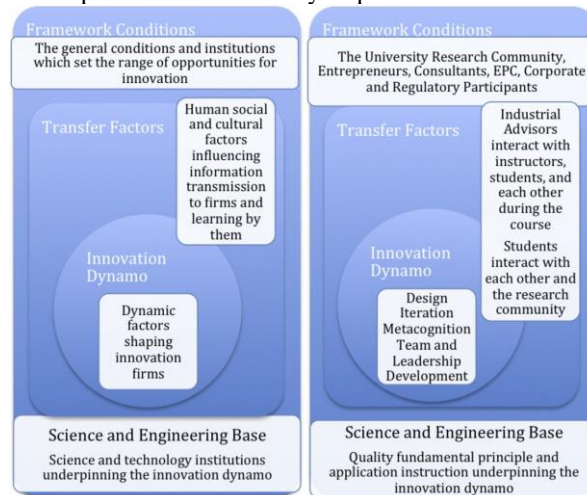 Framework Conditions
The general conditions and institutions
which set the range of opportunities for
innovation
Transfer Factors
Human social
and cultural
factors
influencing
information
transmission
to firms and
learning by
them
Innovation
Dynamo
Dynamic
factors
shaping
innovation
firms
Science and Engineering Base
Science and technology institutions
underpinning the innovation dynamo
Framework Conditions
The University Research Community,
Entrepreneurs, Consultants, EPC, Corporate
and Regulatory Participants
Transfer Factors
Industrial
Advisors
interact with
instructors,
students, and
each other
during the
course
Students
interact with
each other and
the research
community
Innovation
Dynamo
Design
Iteration
Metacognition
Team and
Leadership
Development
Science and Engineering Base
Quality fundamental principle and
application instruction underpinning the
innovation dynamo